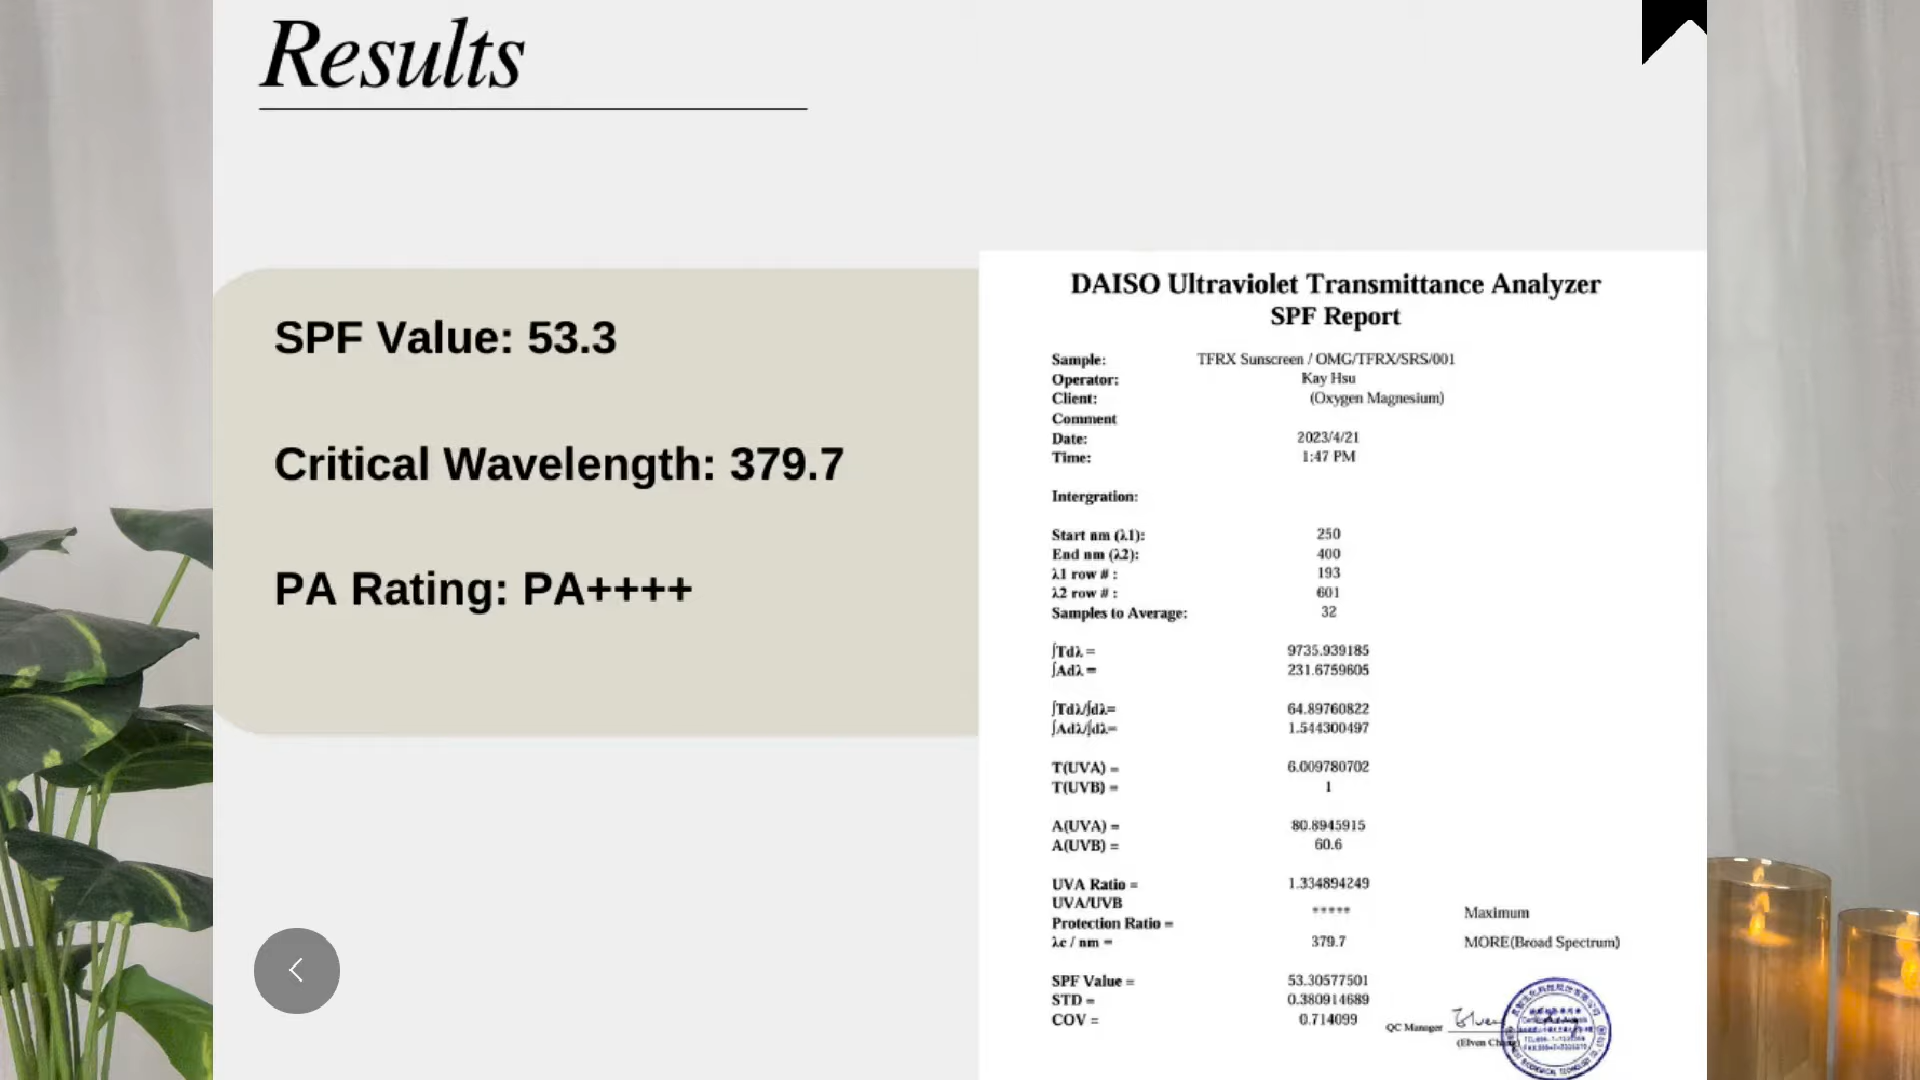 Results
SPF Value: 53.3
Critical Wavelength: 379.7
PA Rating: PA++++
DAISO Ultraviolet Transmittance Analyzer
SPF Report
Sample: TFRX Sunscreen / OMG/TFRX/SRS/001
Operator: Kay Hsu
Client: (Oxygen Magnesium)
Comment
Date: 2023/4/21
Time: 1:47 PM
Intergration:
Start nm (λ1): 250
End nm (λ2): 400
λ1 row # : 193
λ2 row # : 601
Samples to Average: 32
∫Tdλ = 9735.939185
∫Adλ = 231.6759605
∫Tdλ/∫dλ= 64.89760822
∫Adλ/∫dλ= 1.544300497
T(UVA) = 6.009780702
T(UVB) = 1
A(UVA) = 80.8945915
A(UVB) = 60.6
UVA Ratio = 1.334894249
UVA/UVB
Protection Ratio = ***** Maximum
λc / nm = 379.7 MORE(Broad Spectrum)
SPF Value = 53.30577501
STD = 0.380914689
COV = 0.714099
QC Manager
(Elven